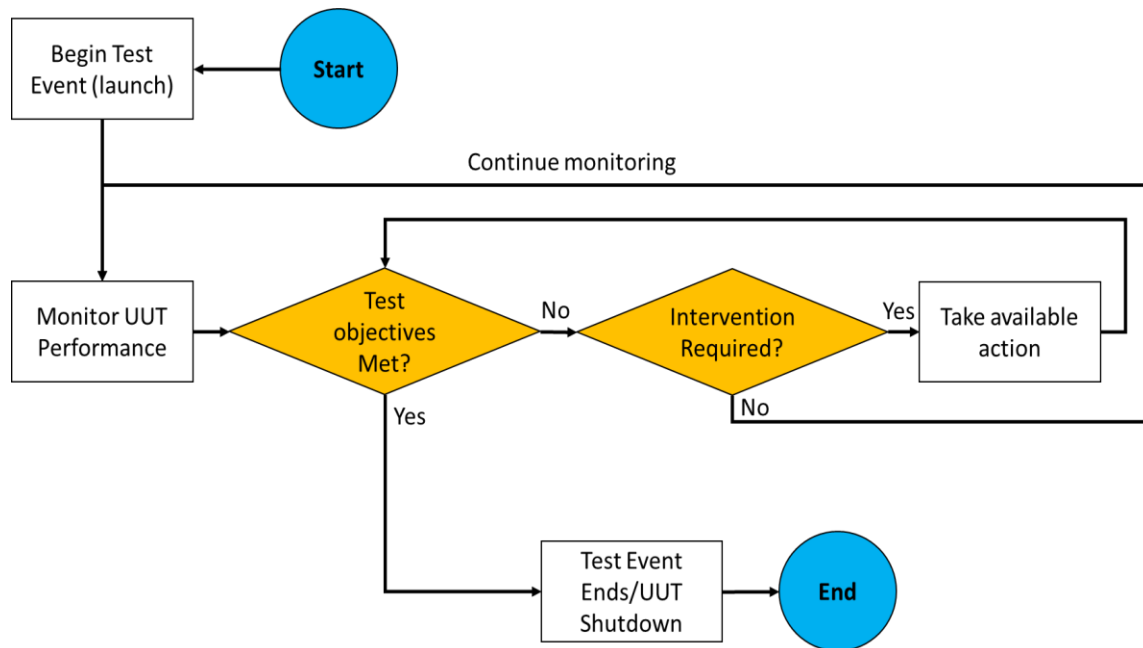 Begin Test
Event (launch)
Start
Continue monitoring
Monitor UUT
Performance
Test
objectives
Met?
No
Intervention
Required?
Yes
Take available
action
Yes
No
Test Event
Ends/UUT
Shutdown
End